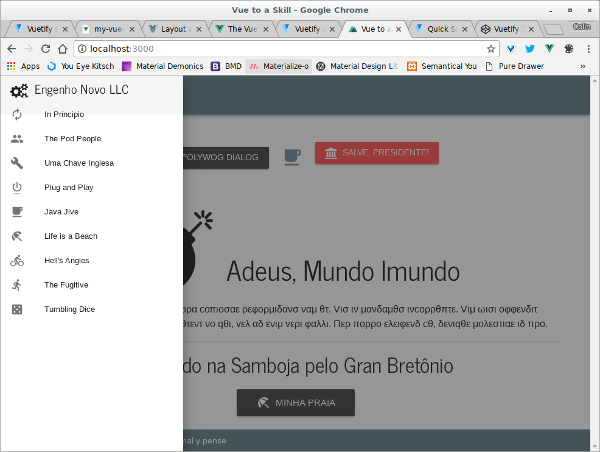 Vue to a Skill - Google Chrome
Vuetify
my-vue-
Layout
The Vue
Vuetify
Vue to a
Quick S
Vuetify
Colin
localhost:3000
Apps
You Eye Kitsch
Material Demonics
BMD
Materialize-o
Material Design Lit
Semantical You
Pure Drawer
»
Engenho Novo LLC
In Principio
The Pod People
POLYWOG DIALOG
SALVE, PRESIDENTE!
Uma Chave Inglesa
Plug and Play
Java Jive
Life is a Beach
Hell's Angles
The Fugitive
Tumbling Dice
Adeus, Mundo Imundo
ορρα cοπιοσαε ρεφορμιδανσ ναμ θτ. Vισ ιν μανδαμθσ ινcορρθπτε. Vιμ ωισι οφφενδιτ
θτεντ νο qθι, vελ αδ ενιμ vερι φαλλι. Περ πορρο ελειφενδ cθ, δενιqθε μολεστιαε ιδ προ.
do na Samboja pelo Gran Bretônio
MINHA PRAIA
nal y pense